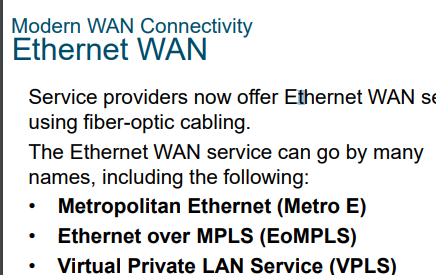 Modern WAN Connectivity
Ethernet WAN
Service providers now offer Ethernet WAN
using fiber-optic cabling.
The Ethernet WAN service can go by many
names, including the following:
• Metropolitan Ethernet (Metro E)
• Ethernet over MPLS (EoMPLS)
• Virtual Private LAN Service (VPLS)